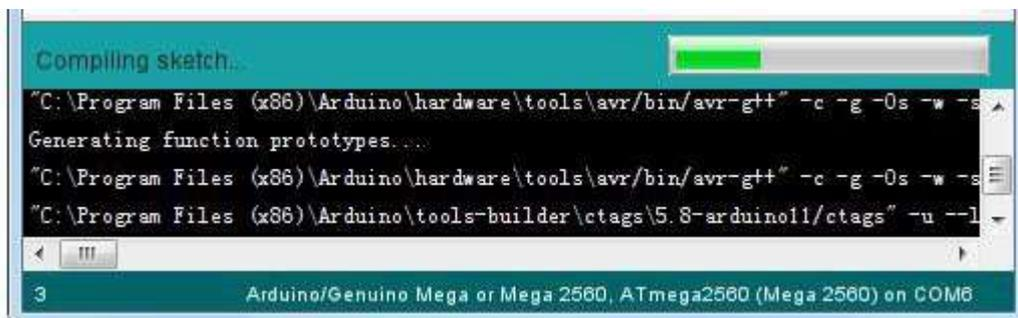 Compiling sketch...
"C:\Program Files (x86)\Arduino\hardware\tools\avr/bin/avr-g++" -c -g -Os -w -s
Generating function prototypes...
"C:\Program Files (x86)\Arduino\hardware\tools\avr/bin/avr-g++" -c -g -Os -w -s
"C:\Program Files (x86)\Arduino\tools-builder\ctags\5.8-arduino11/ctags" -u --l
3 Arduino/Genuino Mega or Mega 2560, ATmega2560 (Mega 2560) on COM6